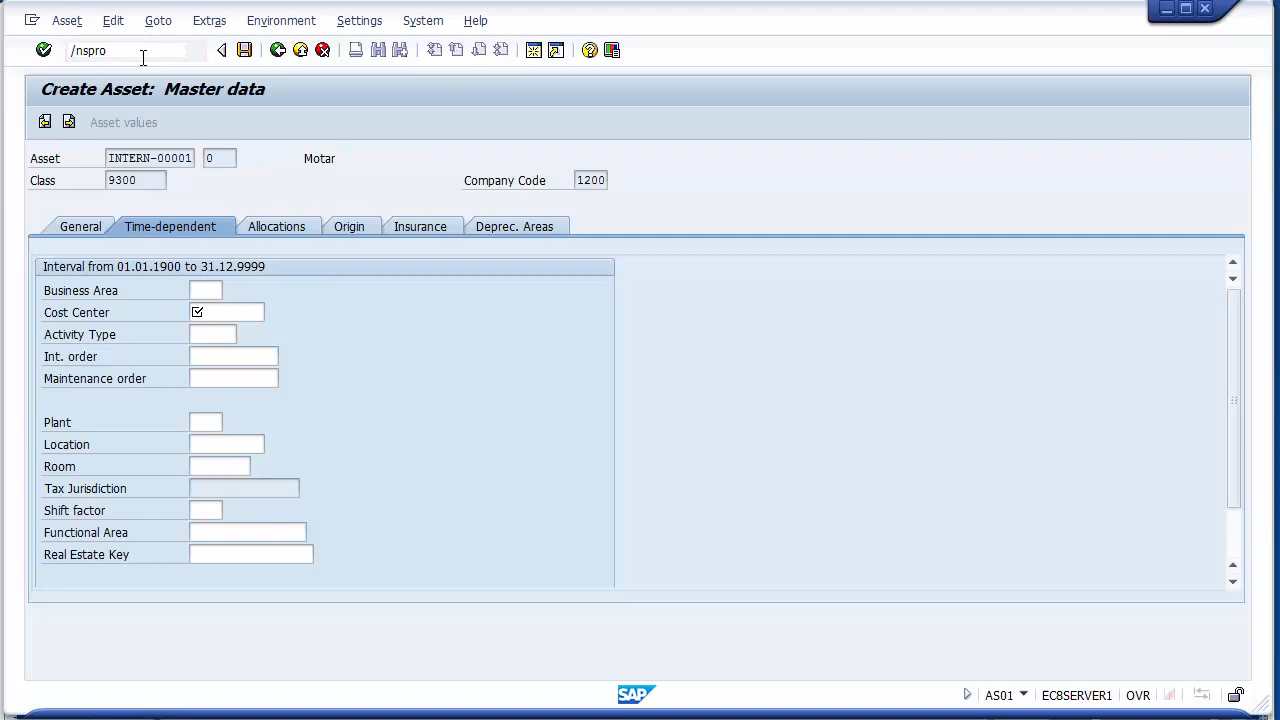 Asset Edit Goto Extras Environment Settings System Help
/nspro
Create Asset: Master data
Asset values
Asset INTERN-00001 0 Motar
Class 9300 Company Code 1200
General Time-dependent Allocations Origin Insurance Deprec. Areas
Interval from 01.01.1900 to 31.12.9999
Business Area
Cost Center
Activity Type
Int. order
Maintenance order
Plant
Location
Room
Tax Jurisdiction
Shift factor
Functional Area
Real Estate Key
SAP AS01 EC8SERVER1 OVR